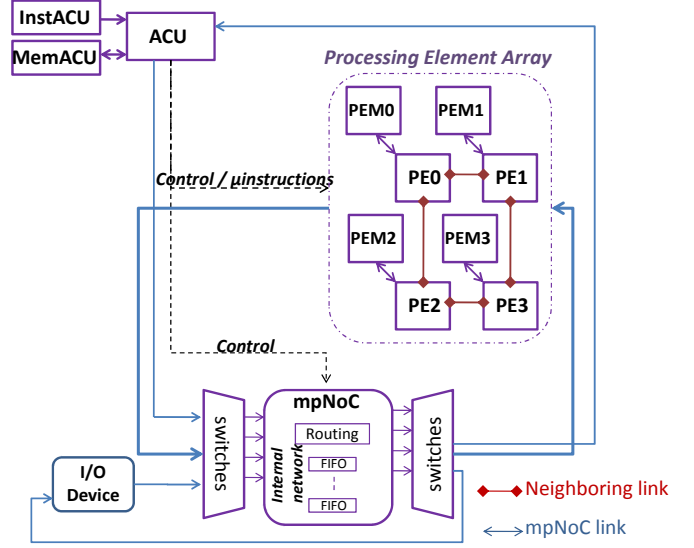 InstACU
ACU
MemACU
Processing Element Array
PEM0
PEM1
PE0
PE1
Control / µinstructions
PEM2
PEM3
PE2
PE3
Control
mpNoC
switches
Routing
Internal
network
FIFO
FIFO
switches
I/O
Device
Neighboring link
mpNoC link